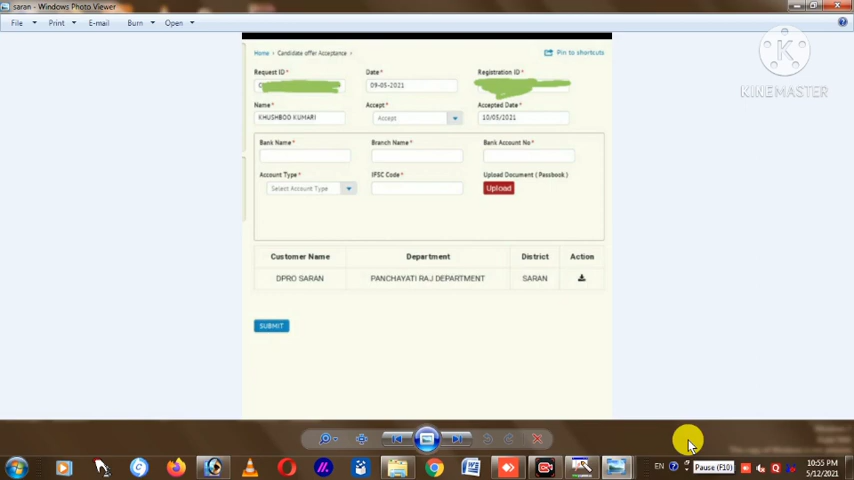 saran - Windows Photo Viewer
File Print E-mail Burn Open
KINEMASTER
Home › Candidate offer Acceptance ›
Pin to shortcuts
Request ID * Date * Registration ID *
09-05-2021
Name * Accept * Accepted Date *
KHUSHBOO KUMARI Accept 10/05/2021
Bank Name * Branch Name * Bank Account No *
Account Type * IFSC Code * Upload Document ( Passbook )
Select Account Type Upload
Customer Name Department District Action
DPRO SARAN PANCHAYATI RAJ DEPARTMENT SARAN
SUBMIT
EN Pause (F10) 10:55 PM
5/12/2021